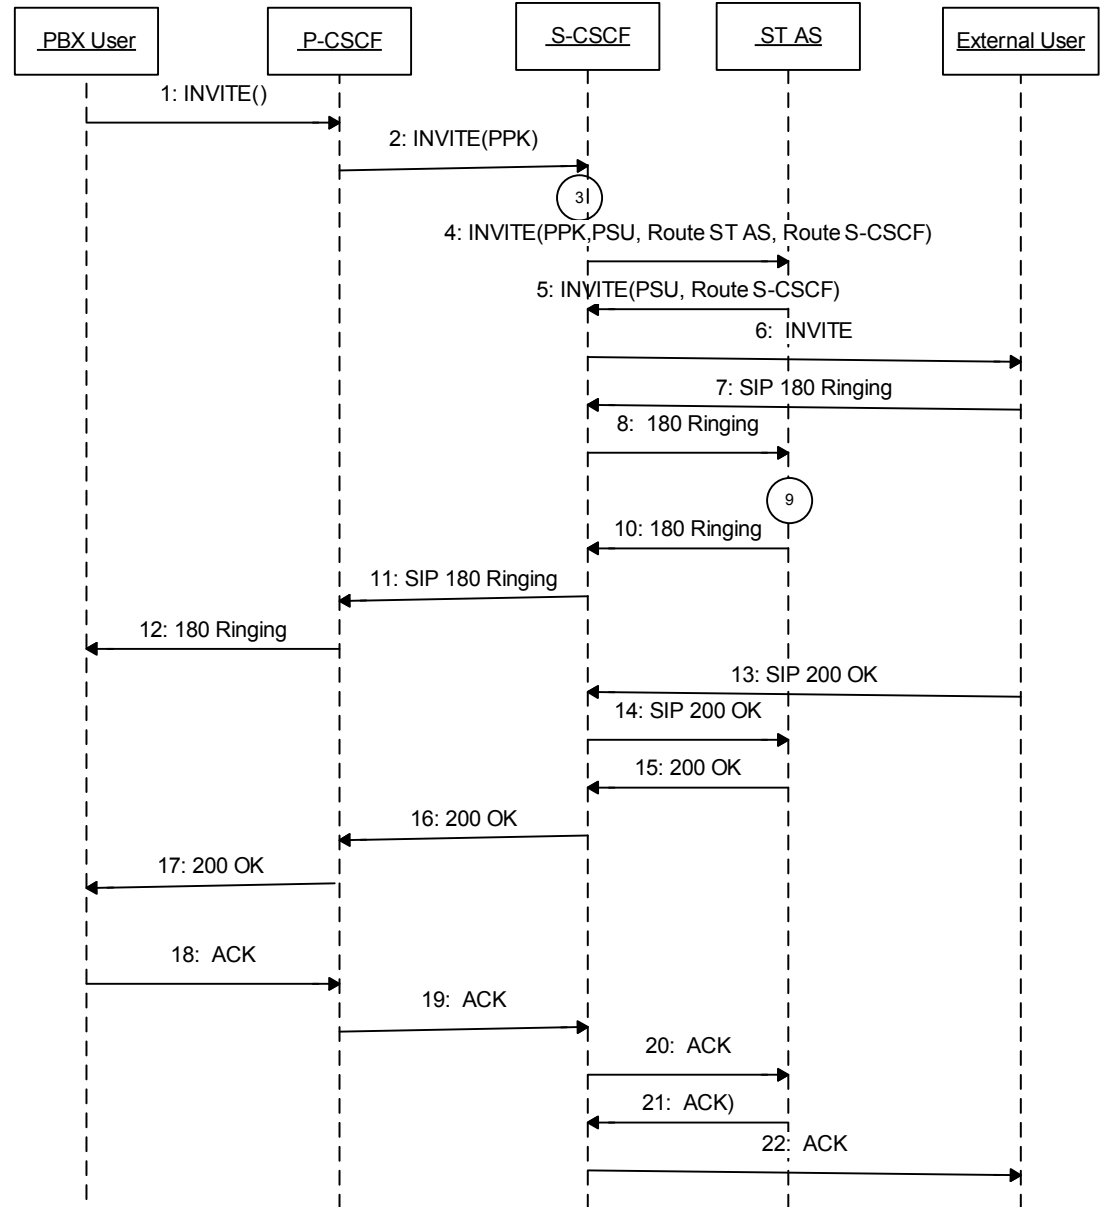 PBX User
P-CSCF
S-CSCF
ST AS
External User
1: INVITE()
2: INVITE(PPK)
3
4: INVITE(PPK,PSU, Route ST AS, Route S-CSCF)
5: INVITE(PSU, Route S-CSCF)
6: INVITE
7: SIP 180 Ringing
8: 180 Ringing
9
10: 180 Ringing
11: SIP 180 Ringing
12: 180 Ringing
13: SIP 200 OK
14: SIP 200 OK
15: 200 OK
16: 200 OK
17: 200 OK
18: ACK
19: ACK
20: ACK
21: ACK)
22: ACK